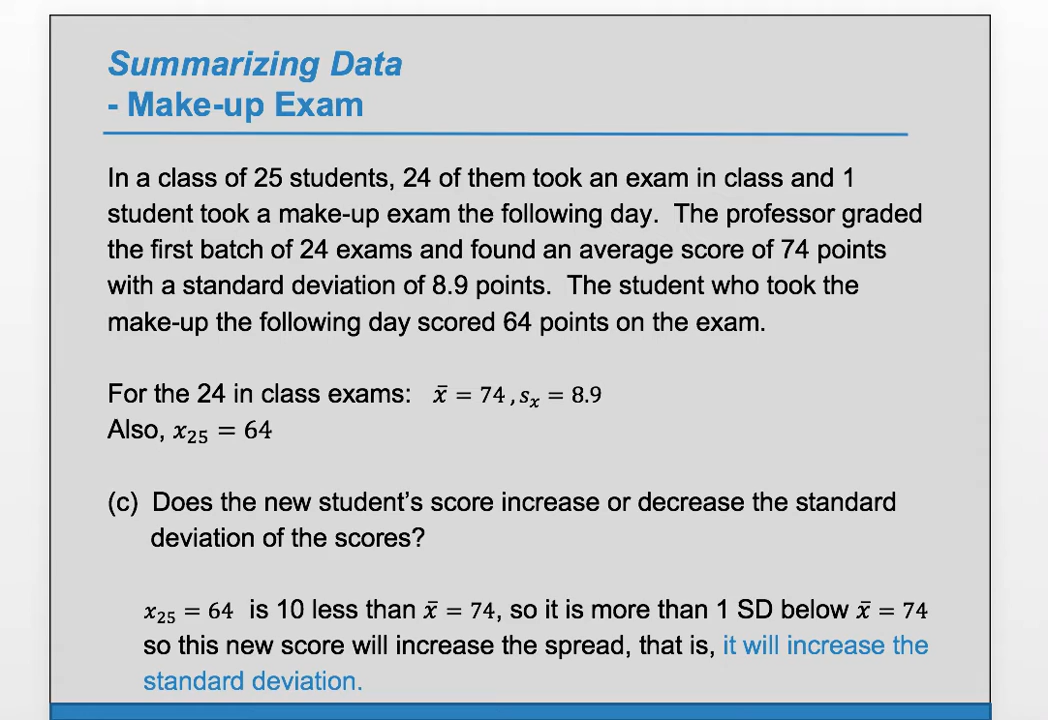 Summarizing Data
- Make-up Exam
In a class of 25 students, 24 of them took an exam in class and 1
student took a make-up exam the following day. The professor graded
the first batch of 24 exams and found an average score of 74 points
with a standard deviation of 8.9 points. The student who took the
make-up the following day scored 64 points on the exam.
For the 24 in class exams: x̄ = 74 , sₓ = 8.9
Also, x₂₅ = 64
(c) Does the new student’s score increase or decrease the standard
deviation of the scores?
x₂₅ = 64 is 10 less than x̄ = 74, so it is more than 1 SD below x̄ = 74
so this new score will increase the spread, that is, it will increase the
standard deviation.